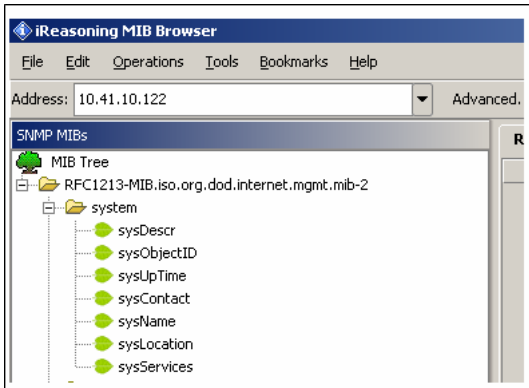 iReasoning MIB Browser
File Edit Operations Tools Bookmarks Help
Address: 10.41.10.122 Advanced.
SNMP MIBs
R
MIB Tree
RFC1213-MIB.iso.org.dod.internet.mgmt.mib-2
system
sysDescr
sysObjectID
sysUpTime
sysContact
sysName
sysLocation
sysServices